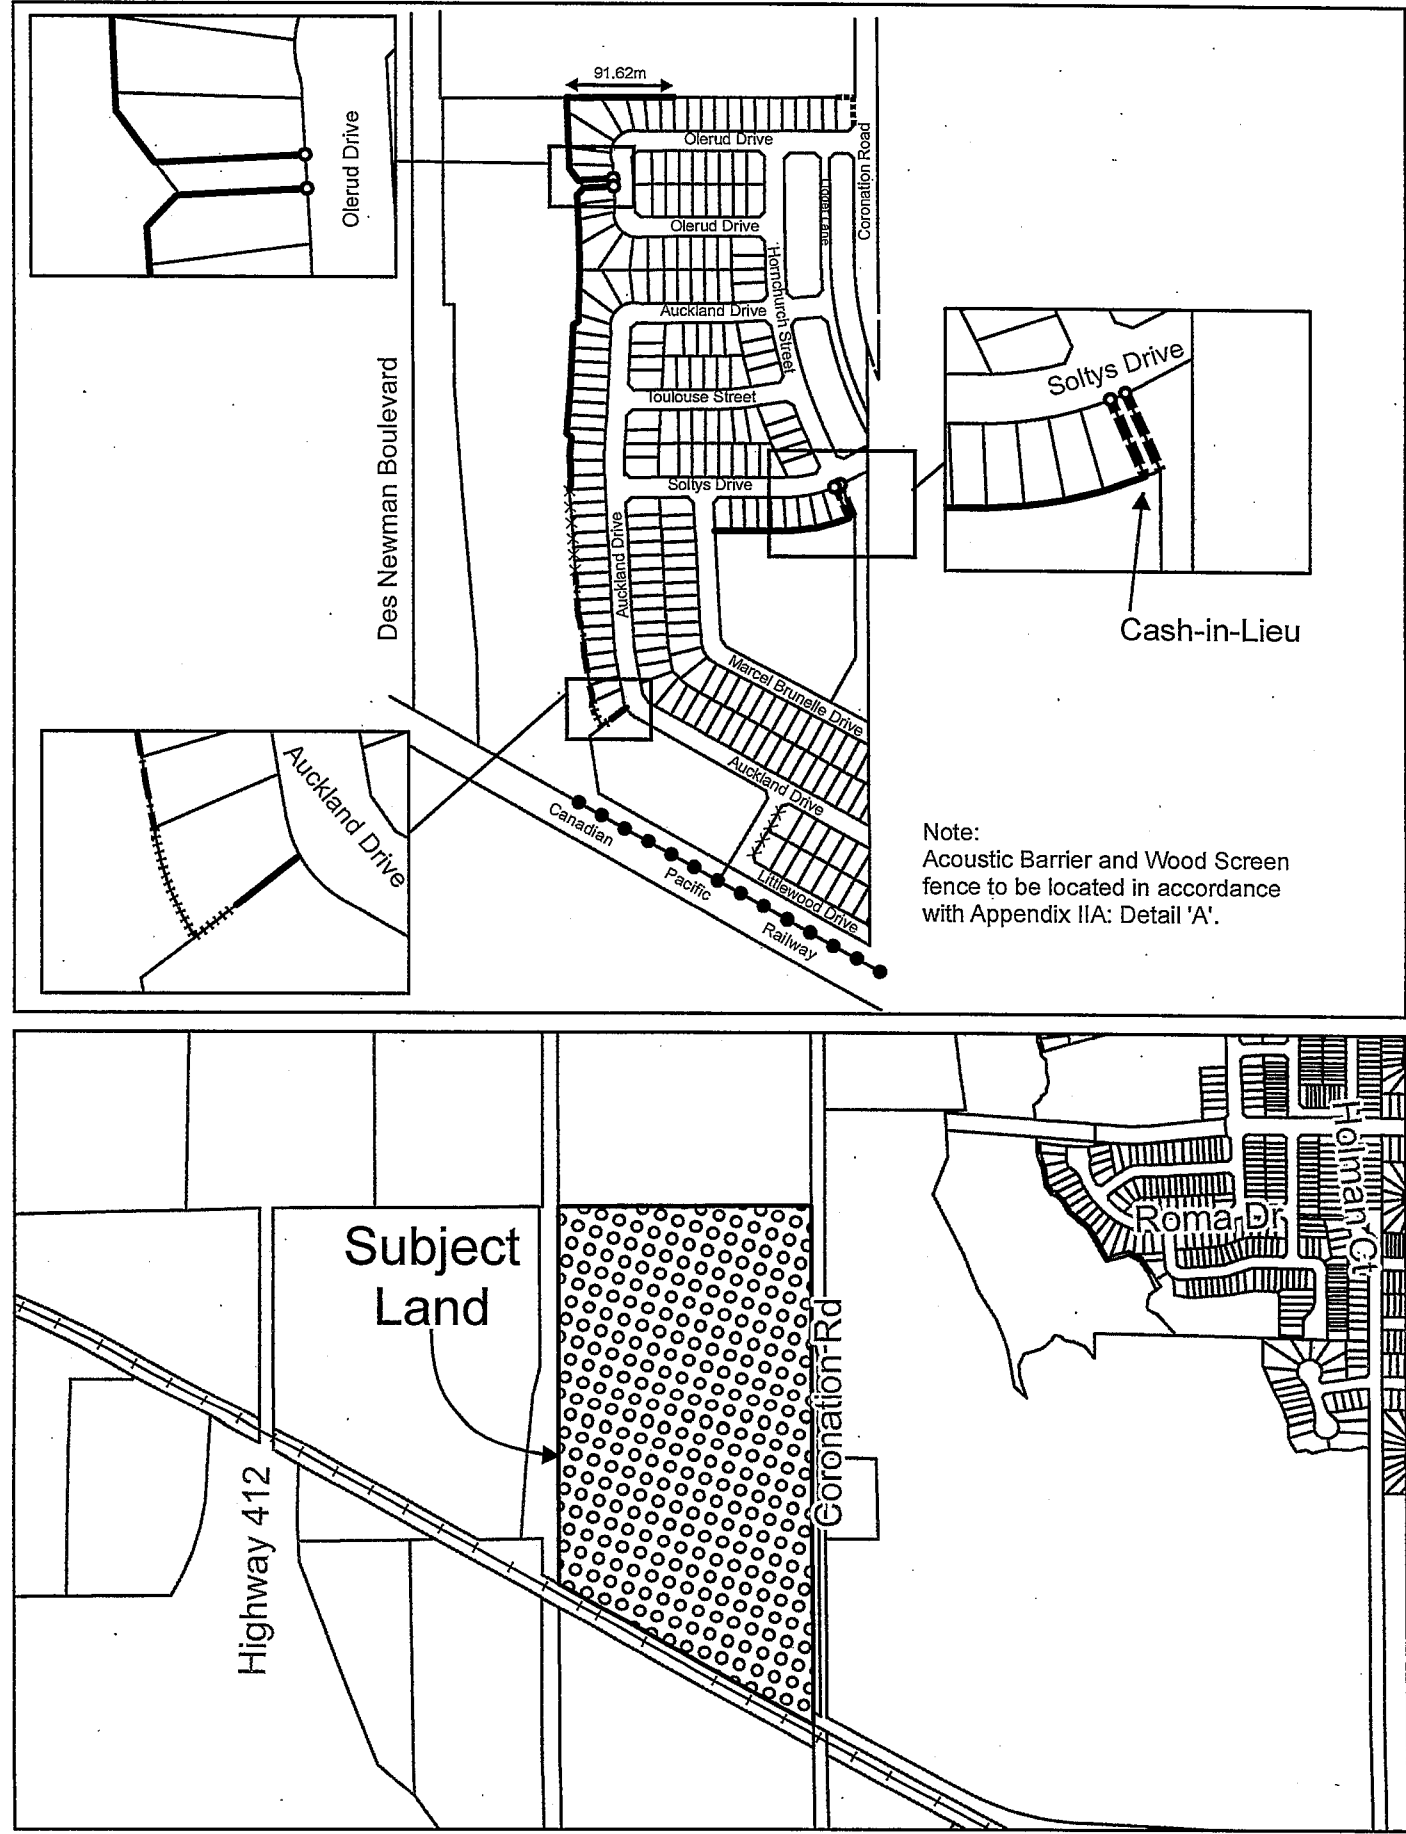 91.62m
Olerud Drive
Olerud Drive
Coronation Road
Olerud Drive
Hornchurch Street
Auckland Drive
Toulouse Street
Soltys Drive
Soltys Drive
Des Newman Boulevard
Auckland Drive
Cash-in-Lieu
Marcel Brunelle Drive
Auckland Drive
Auckland Drive
Littlewood Drive
Canadian
Pacific
Railway
Note:
Acoustic Barrier and Wood Screen
fence to be located in accordance
with Appendix IIA: Detail 'A'.
Holman Ct
Roma Dr
Subject
Land
Coronation Rd
Highway 412